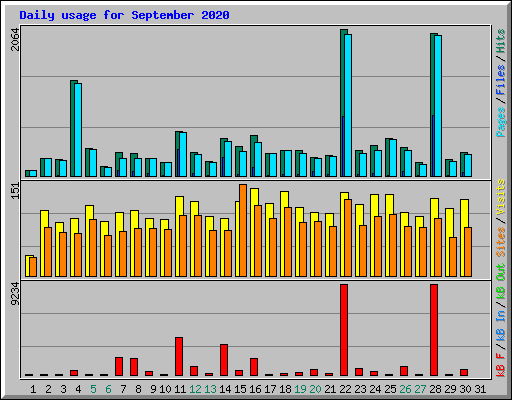 Daily usage for September 2020
2064
Pages / Files / Hits
151
Sites / Visits
9234
kB F / kB In / kB Out
1 2 3 4 5 6 7 8 9 10 11 12 13 14 15 16 17 18 19 20 21 22 23 24 25 26 27 28 29 30 31